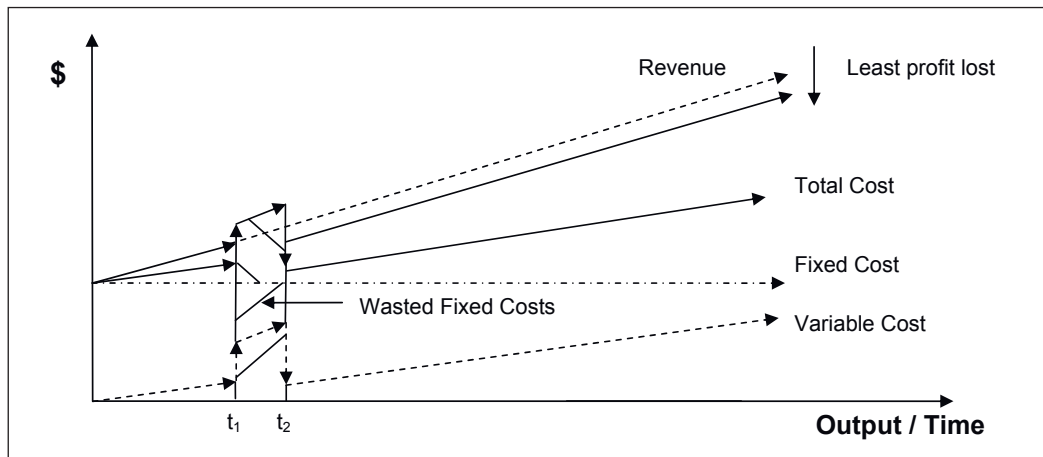 $
Revenue
Least profit lost
Total Cost
Fixed Cost
Wasted Fixed Costs
Variable Cost
t₁
t₂
Output / Time